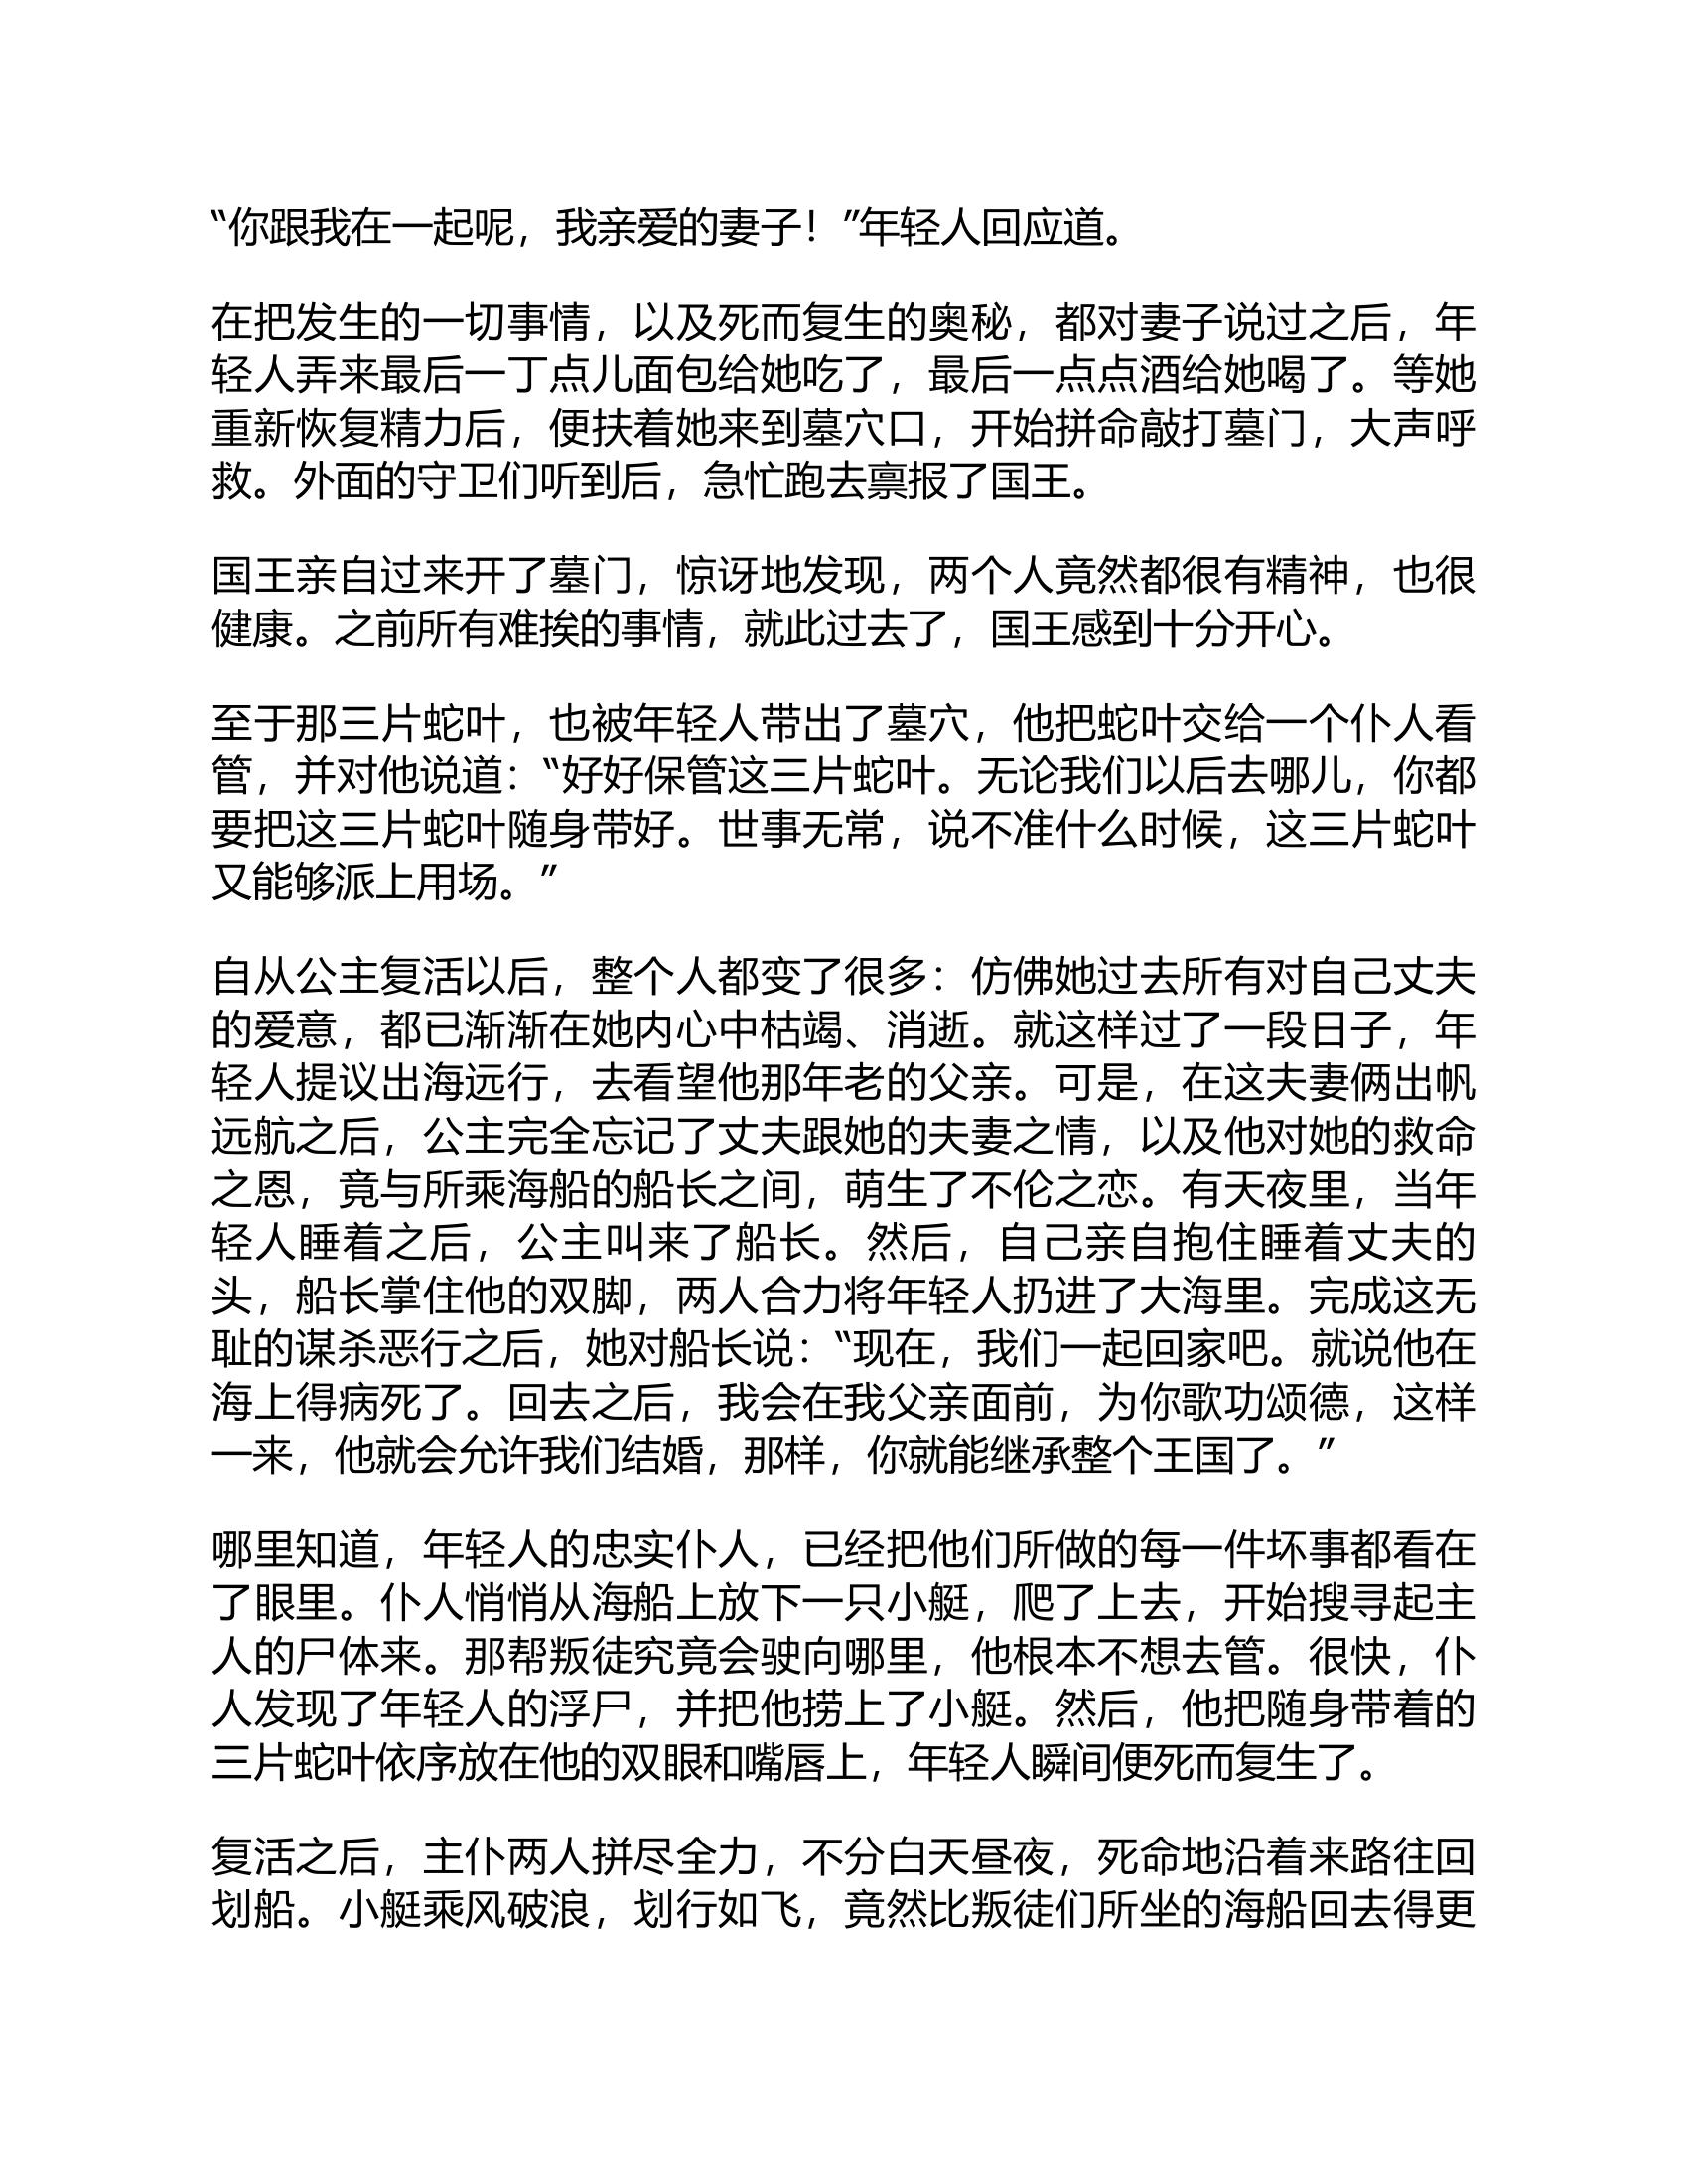 “你跟我在一起呢，我亲爱的妻子！”年轻人回应道。
在把发生的一切事情，以及死而复生的奥秘，都对妻子说过之后，年
轻人弄来最后一丁点儿面包给她吃了，最后一点点酒给她喝了。等她
重新恢复精力后，便扶着她来到墓穴口，开始拼命敲打墓门，大声呼
救。外面的守卫们听到后，急忙跑去禀报了国王。
国王亲自过来开了墓门，惊讶地发现，两个人竟然都很有精神，也很
健康。之前所有难挨的事情，就此过去了，国王感到十分开心。
至于那三片蛇叶，也被年轻人带出了墓穴，他把蛇叶交给一个仆人看
管，并对他说道：“好好保管这三片蛇叶。无论我们以后去哪儿，你都
要把这三片蛇叶随身带好。世事无常，说不准什么时候，这三片蛇叶
又能够派上用场。”
自从公主复活以后，整个人都变了很多：仿佛她过去所有对自己丈夫
的爱意，都已渐渐在她内心中枯竭、消逝。就这样过了一段日子，年
轻人提议出海远行，去看望他那年老的父亲。可是，在这夫妻俩出帆
远航之后，公主完全忘记了丈夫跟她的夫妻之情，以及他对她的救命
之恩，竟与所乘海船的船长之间，萌生了不伦之恋。有天夜里，当年
轻人睡着之后，公主叫来了船长。然后，自己亲自抱住睡着丈夫的
头，船长掌住他的双脚，两人合力将年轻人扔进了大海里。完成这无
耻的谋杀恶行之后，她对船长说：“现在，我们一起回家吧。就说他在
海上得病死了。回去之后，我会在我父亲面前，为你歌功颂德，这样
一来，他就会允许我们结婚，那样，你就能继承整个王国了。”
哪里知道，年轻人的忠实仆人，已经把他们所做的每一件坏事都看在
了眼里。仆人悄悄从海船上放下一只小艇，爬了上去，开始搜寻起主
人的尸体来。那帮叛徒究竟会驶向哪里，他根本不想去管。很快，仆
人发现了年轻人的浮尸，并把他捞上了小艇。然后，他把随身带着的
三片蛇叶依序放在他的双眼和嘴唇上，年轻人瞬间便死而复生了。
复活之后，主仆两人拼尽全力，不分白天昼夜，死命地沿着来路往回
划船。小艇乘风破浪，划行如飞，竟然比叛徒们所坐的海船回去得更